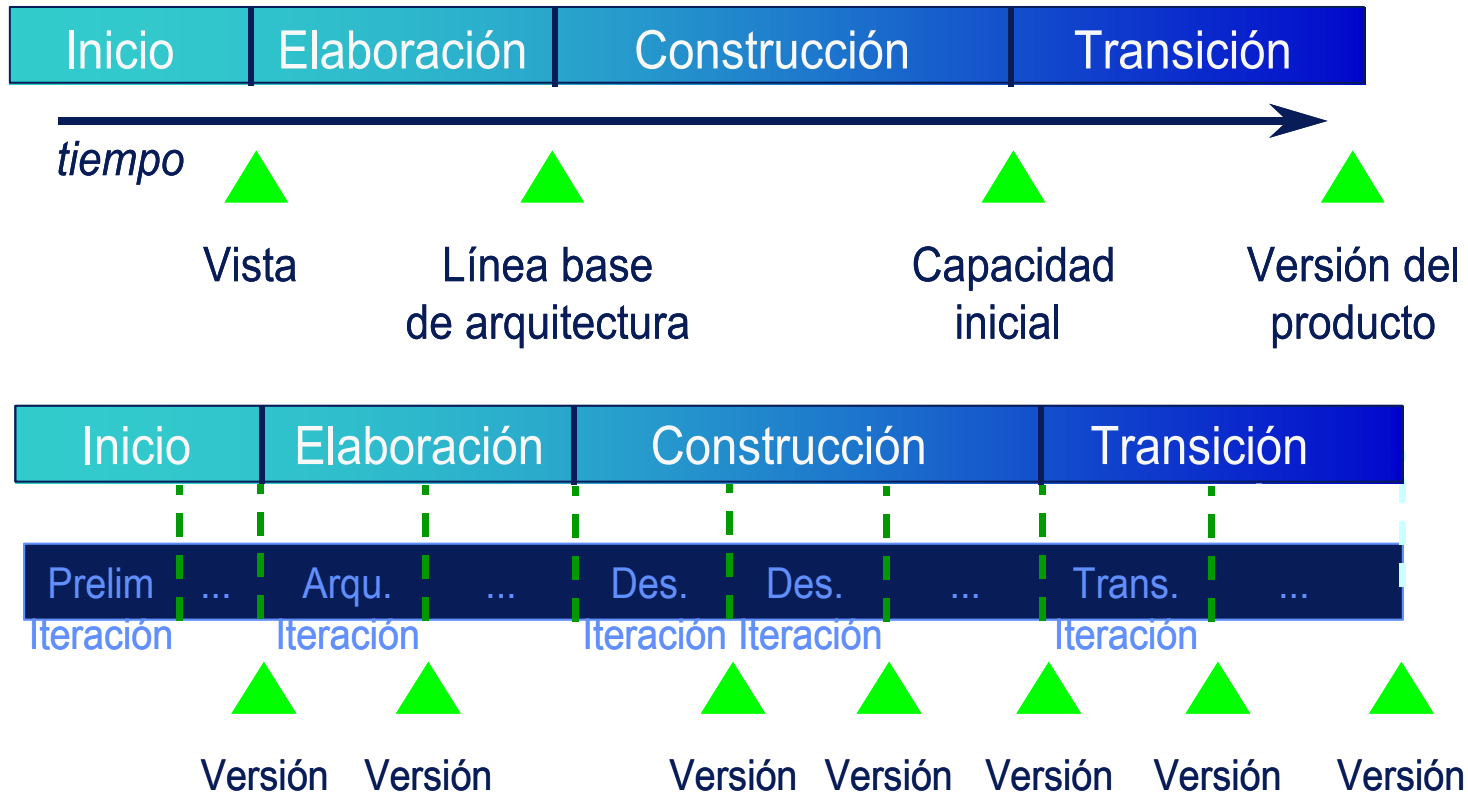 Inicio Elaboración Construcción Transición
tiempo
Vista Línea base Capacidad Versión del
de arquitectura inicial producto
Inicio Elaboración Construcción Transición
Prelim ... Arqu. ... Des. Des. ... Trans. ...
Iteración Iteración Iteración Iteración Iteración
Versión Versión Versión Versión Versión Versión Versión